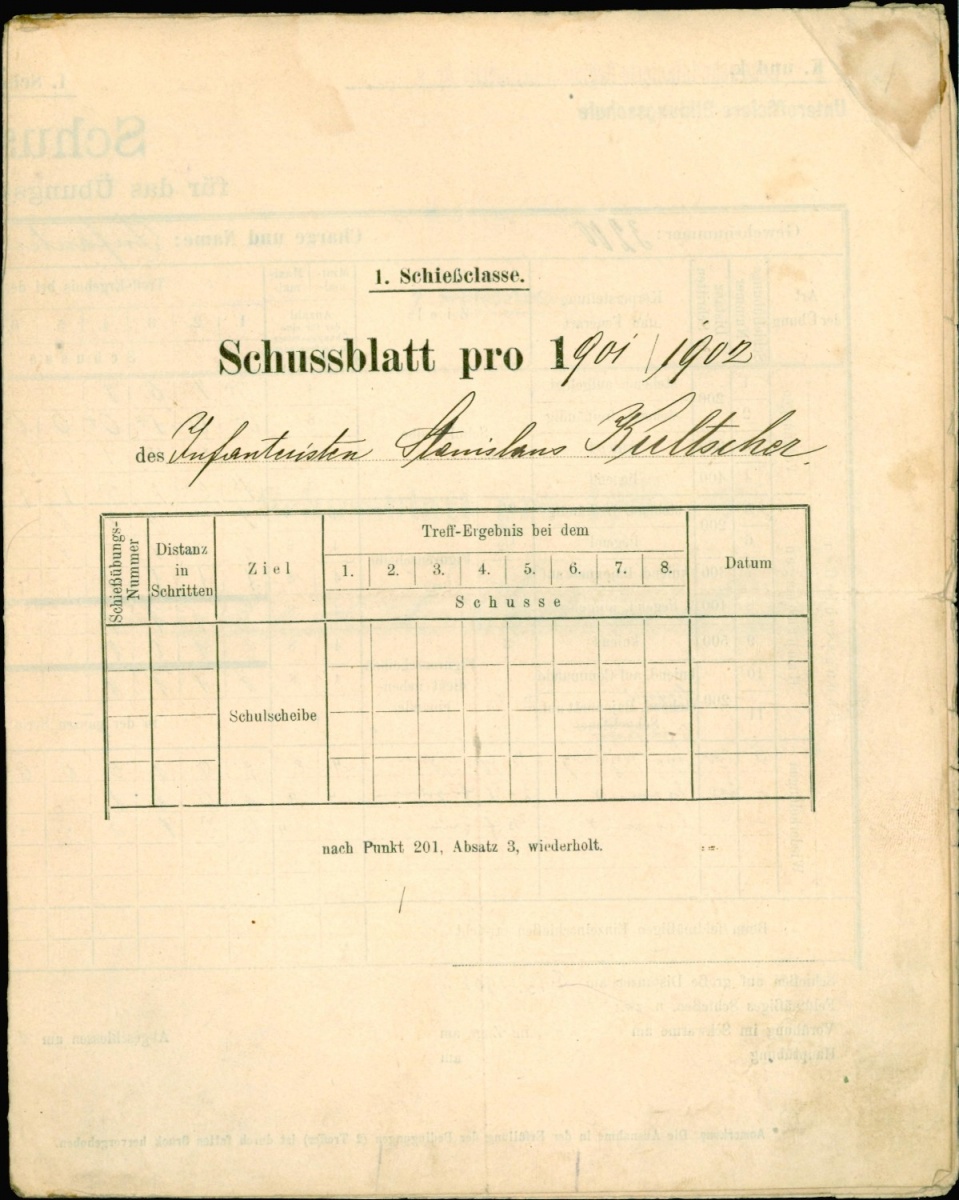 1. Schießclasse.
Schussblatt pro 1901/1902
des Infanteristen Stanislaus Kultscher.
Schießübungs-Nummer
Distanz in Schritten
Ziel
Treff-Ergebnis bei dem
1. 2. 3. 4. 5. 6. 7. 8.
Schusse
Datum
Schulscheibe
nach Punkt 201, Absatz 3, wiederholt.